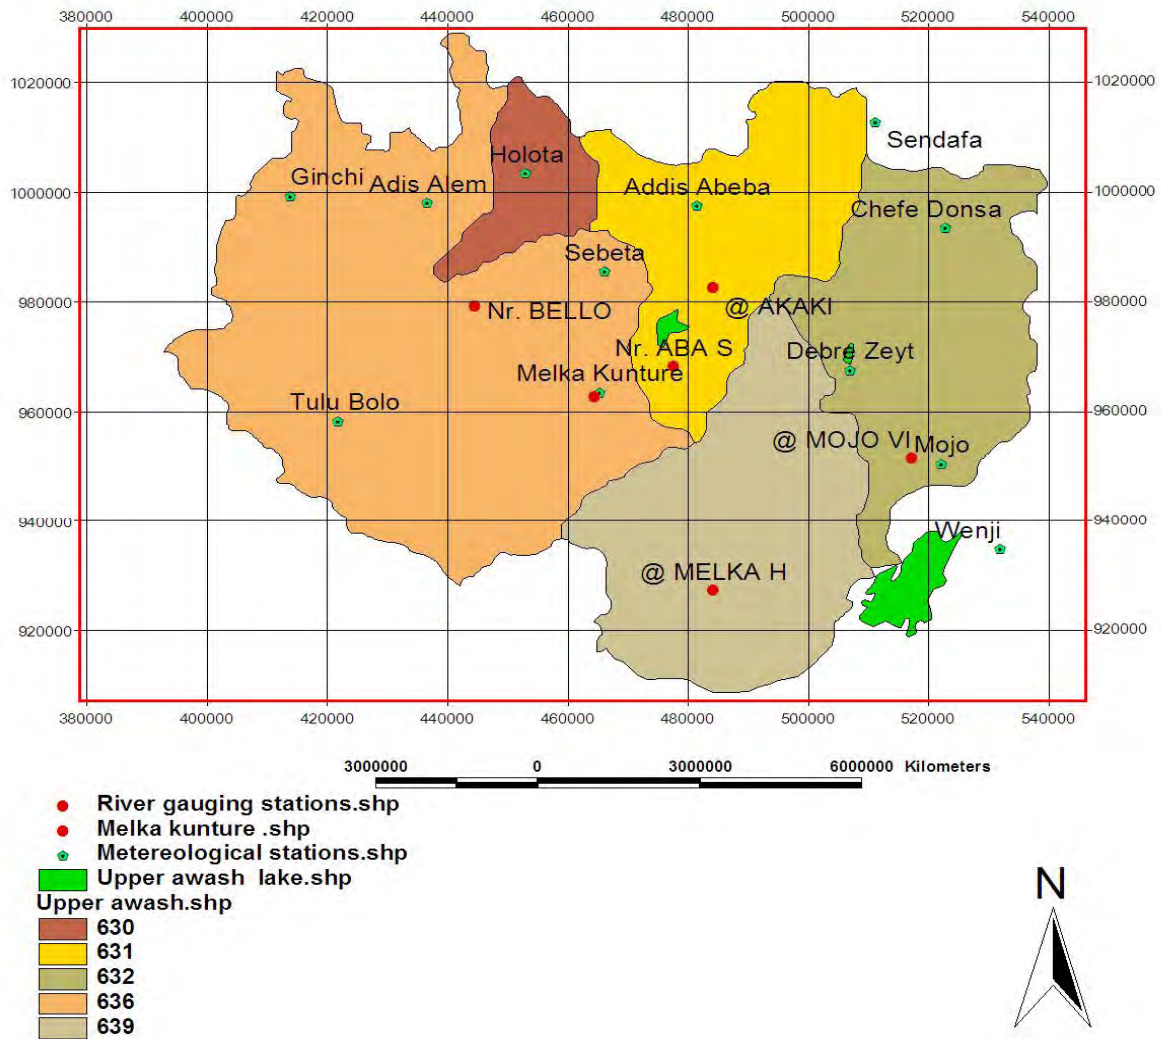 380000 400000 420000 440000 460000 480000 500000 520000 540000
1020000 1020000
Sendafa
Holota
Ginchi Adis Alem Addis Abeba
1000000 1000000
Chefe Donsa
Sebeta
980000 Nr. BELLO @ AKAKI 980000
Nr. ABA S Debre Zeyt
Melka Kunture
Tulu Bolo
960000 960000
@ MOJO VI Mojo
940000 Wenji 940000
@ MELKA H
920000 920000
380000 400000 420000 440000 460000 480000 500000 520000 540000
3000000 0 3000000 6000000 Kilometers
River gauging stations.shp
Melka kunture .shp
Metereological stations.shp
Upper awash lake.shp
Upper awash.shp
630
631
632
636
639
N